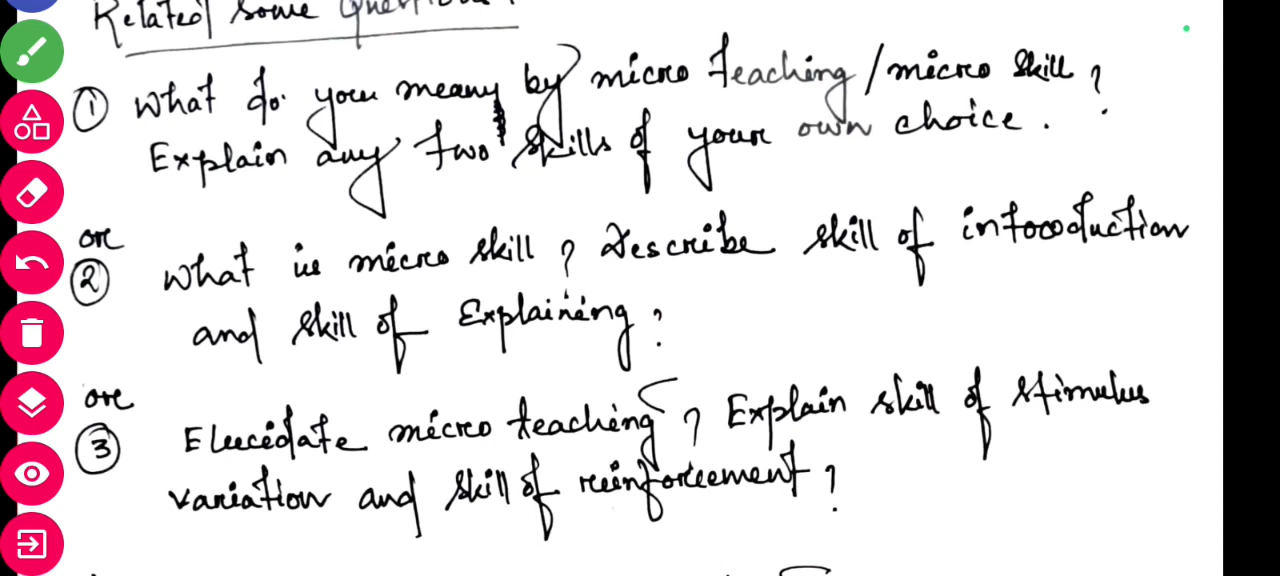 Related some Question :
① What do you meany by micro teaching / micro skill ?
Explain any two skills of your own choice .
or
② What is micro skill ? Describe skill of introduction
and skill of Explaining ?
or
③ Elucidate micro teaching ? Explain skill of stimulus
variation and skill of reinforcement ?